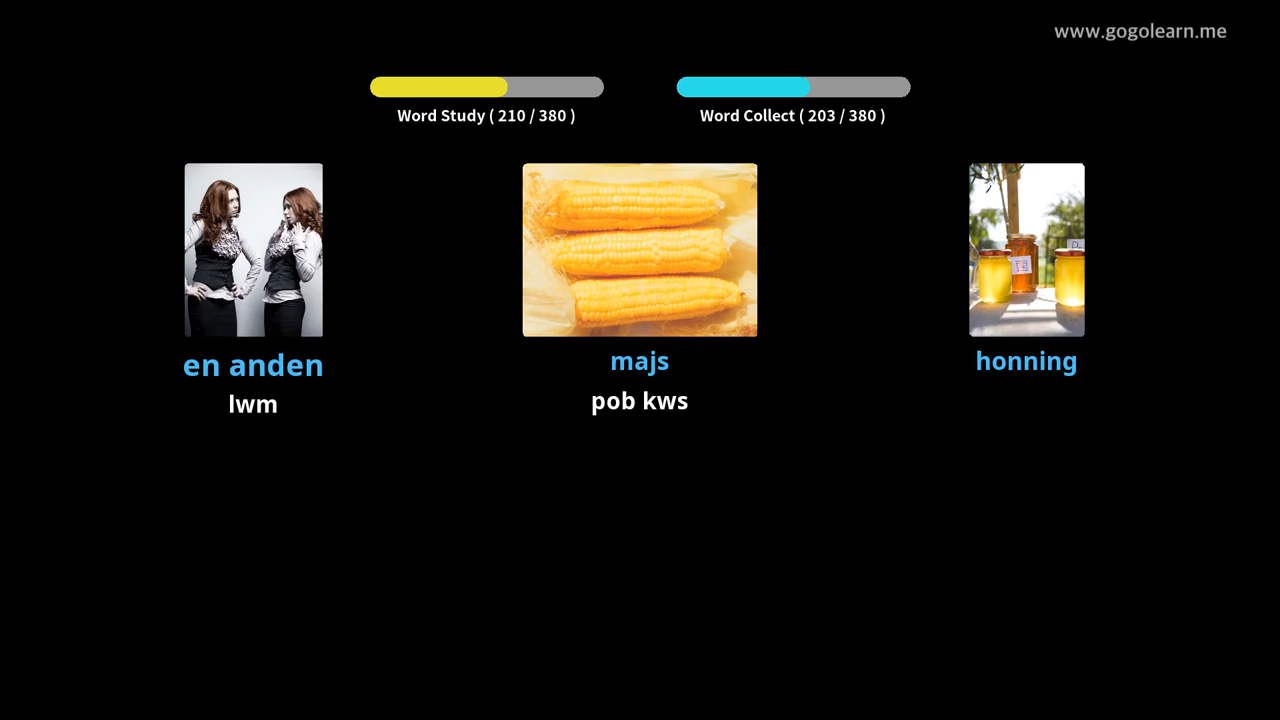 www.gogolearn.me
Word Study ( 210 / 380 )
Word Collect ( 203 / 380 )
en anden
lwm
majs
pob kws
honning